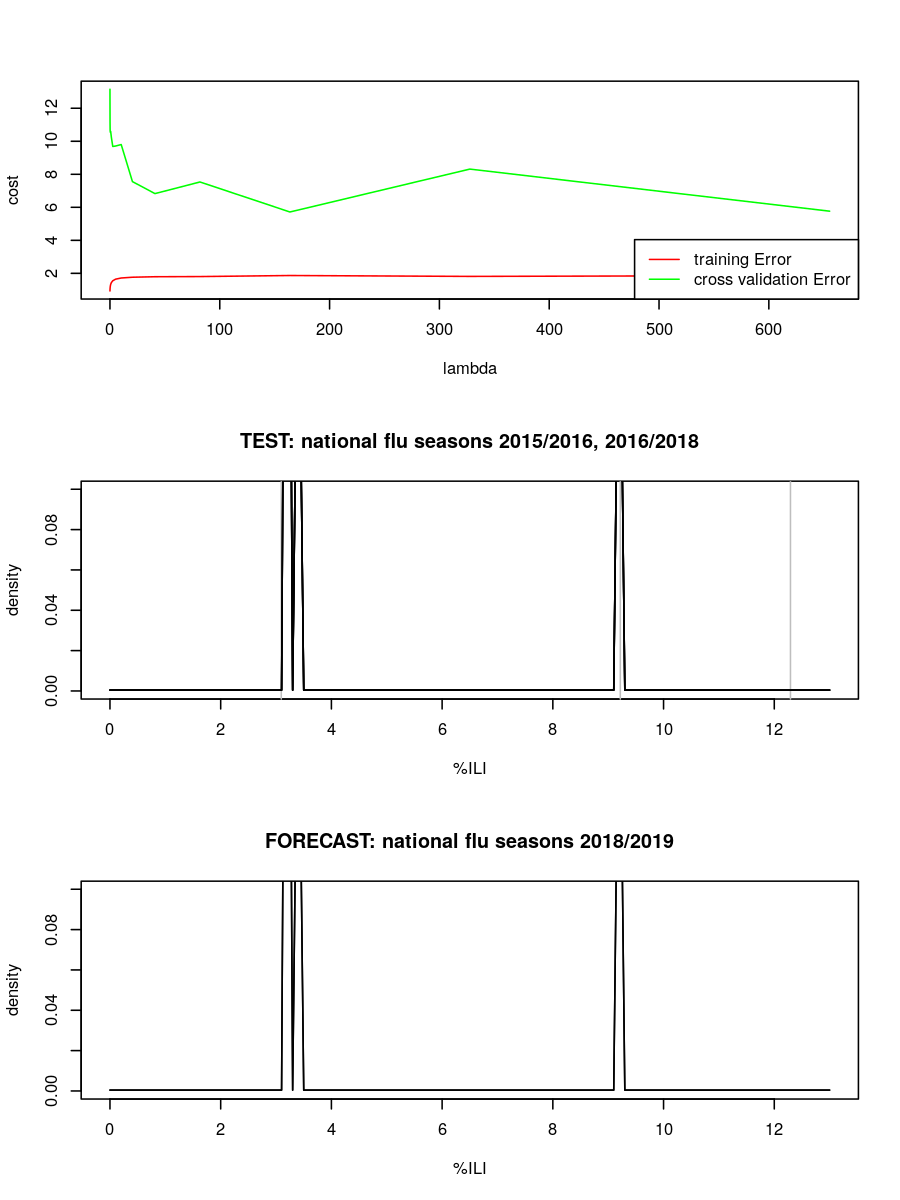 cost
2 4 6 8 10 12
training Error
cross validation Error
0 100 200 300 400 500 600
lambda
TEST: national flu seasons 2015/2016, 2016/2018
density
0.00 0.04 0.08
0 2 4 6 8 10 12
%ILI
FORECAST: national flu seasons 2018/2019
density
0.00 0.04 0.08
0 2 4 6 8 10 12
%ILI